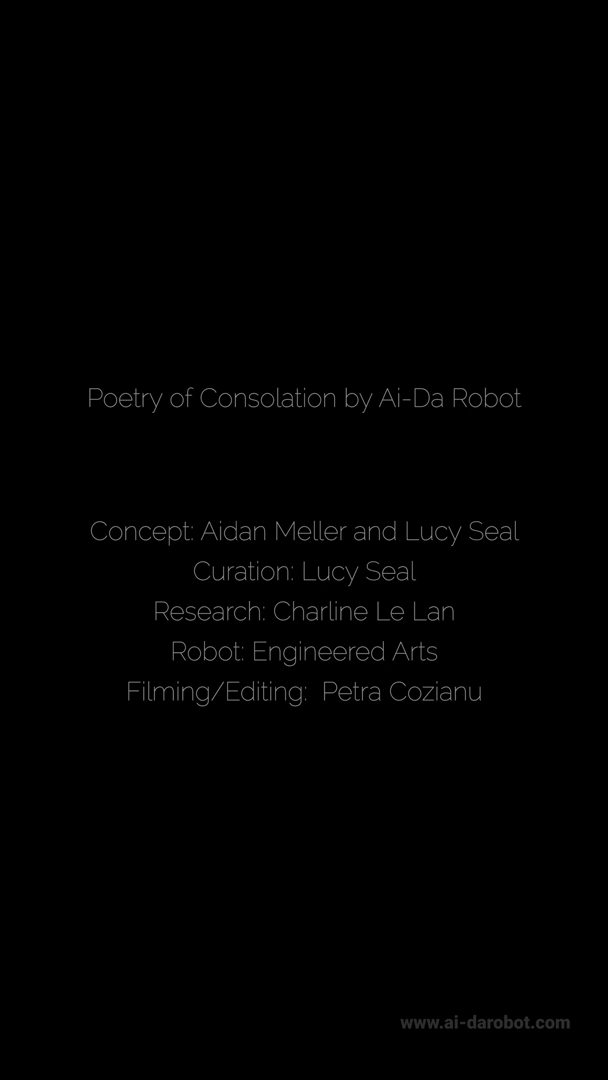 Poetry of Consolation by Ai-Da Robot
Concept: Aidan Meller and Lucy Seal
Curation: Lucy Seal
Research: Charline Le Lan
Robot: Engineered Arts
Filming/Editing:  Petra Cozianu
www.ai-darobot.com